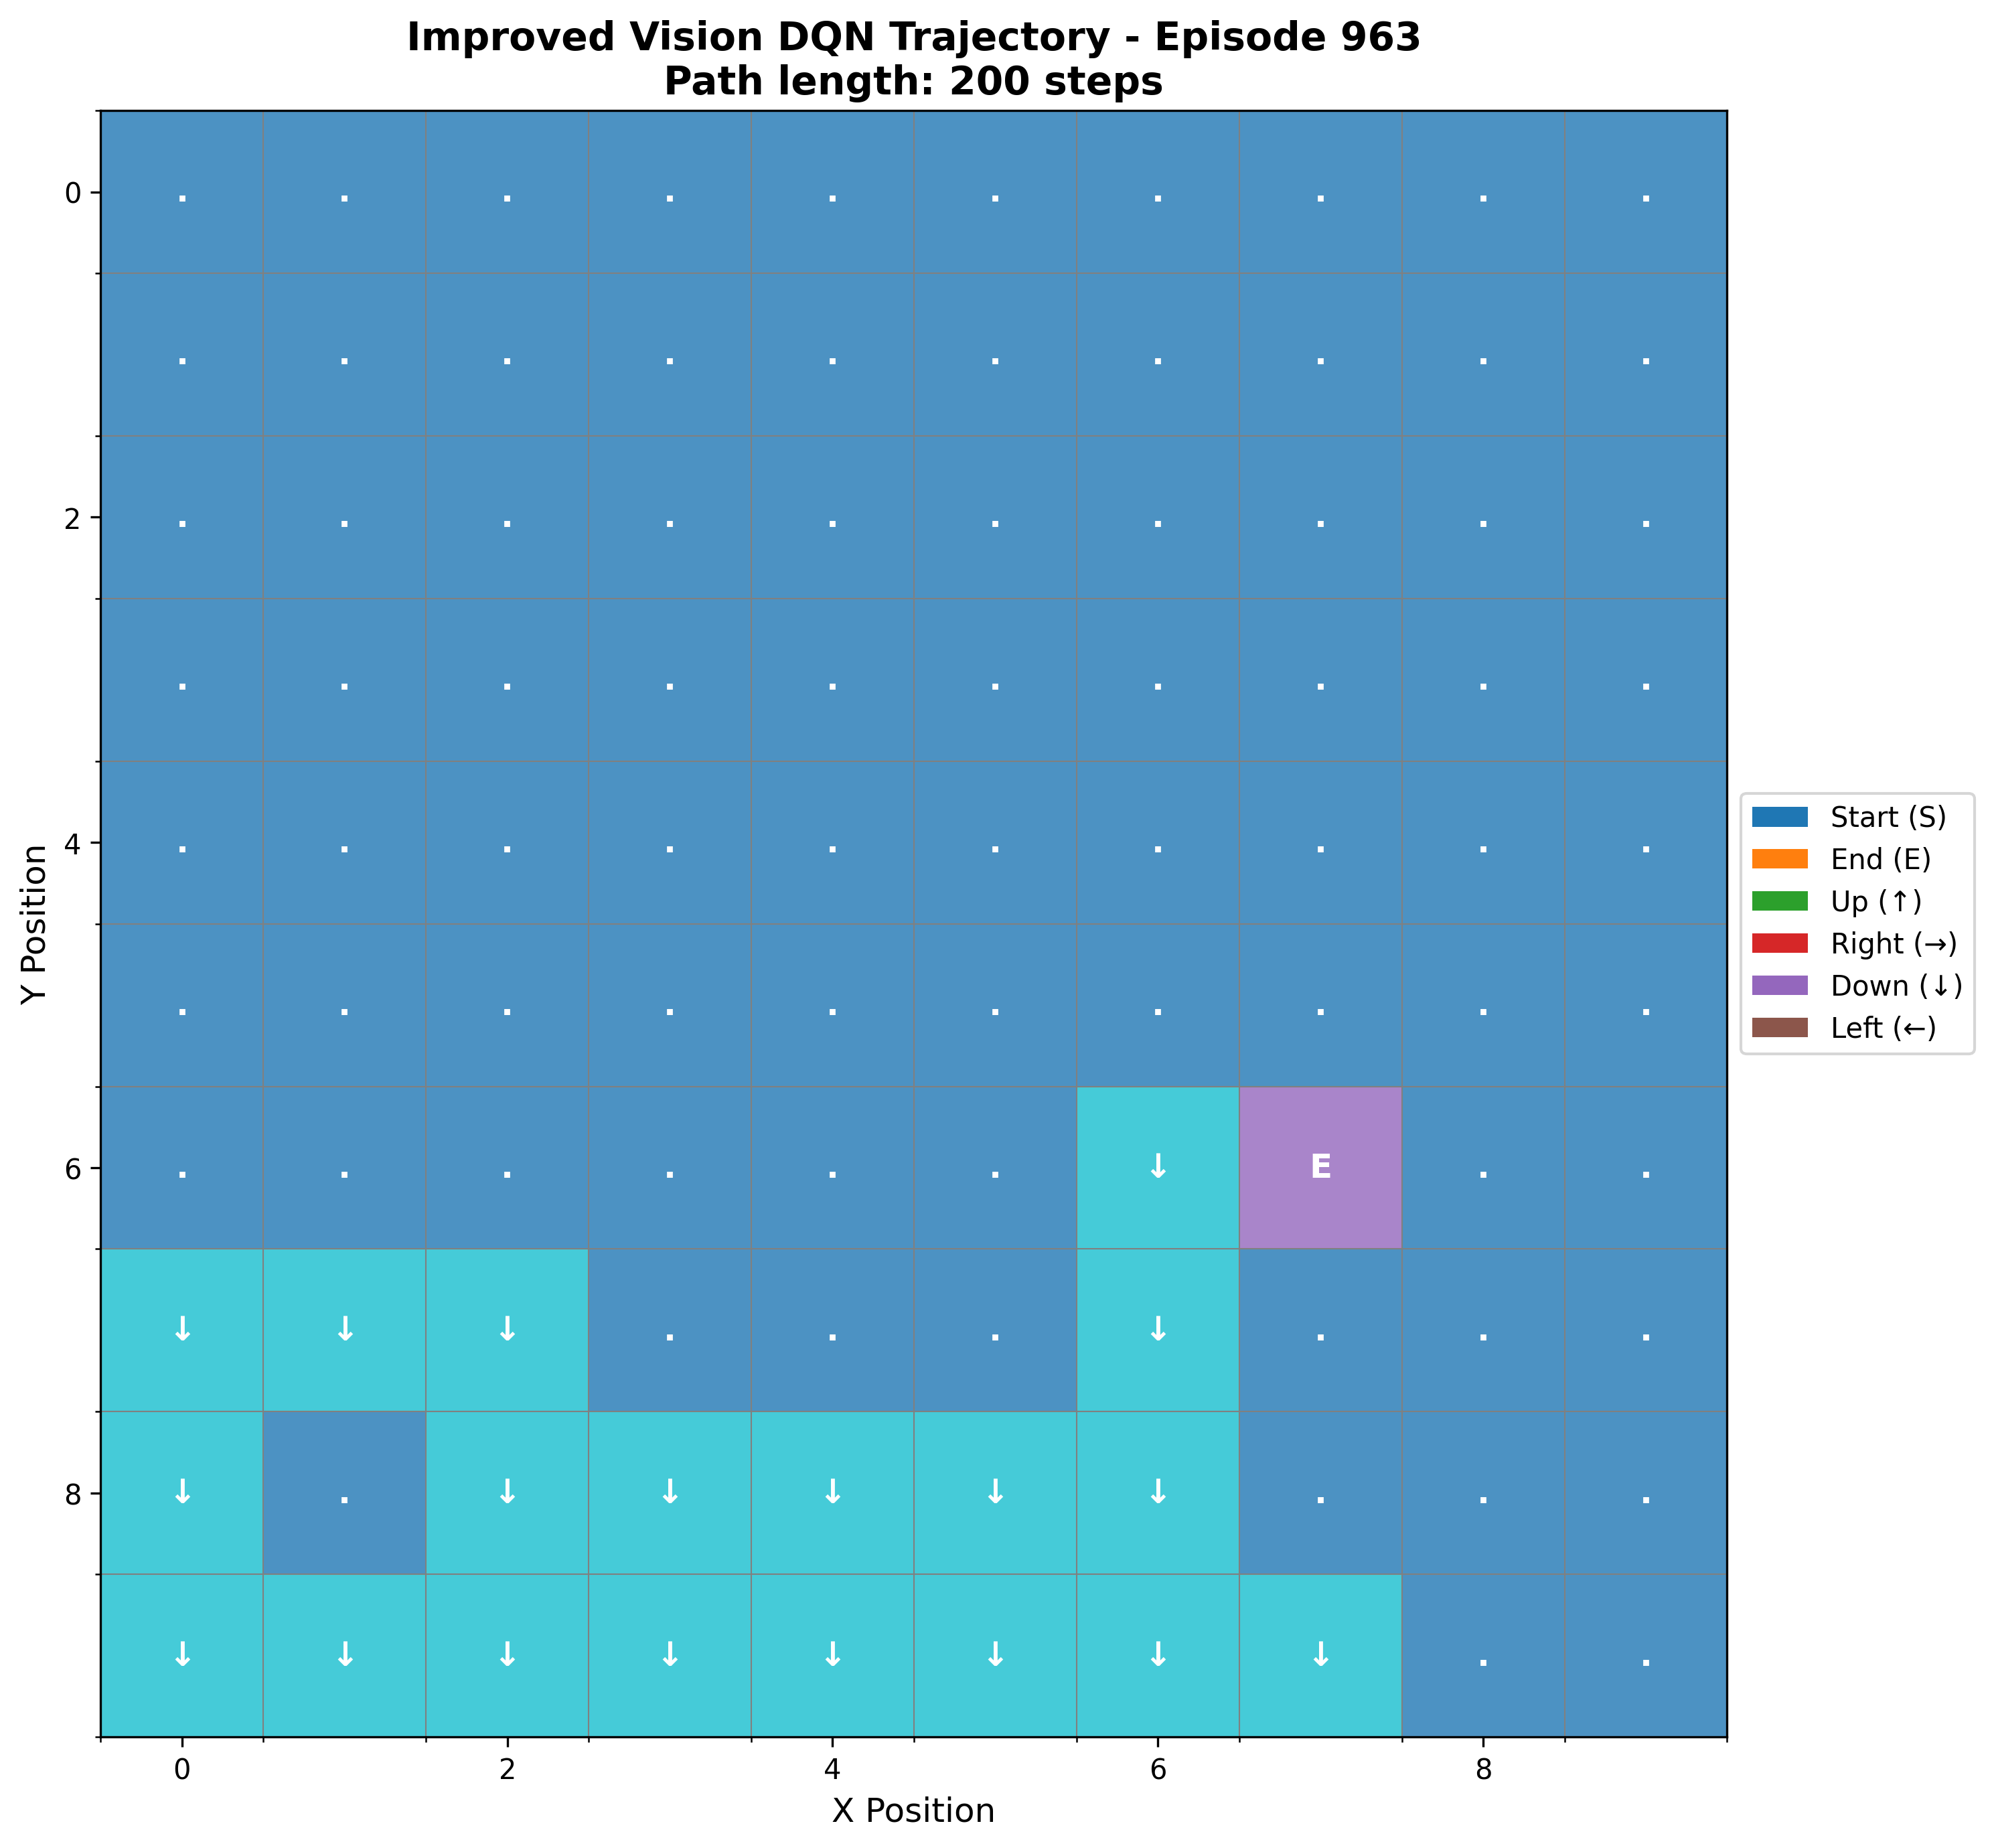 Improved Vision DQN Trajectory - Episode 963
Path length: 200 steps
Y Position
0 . . . . . . . . . .
. . . . . . . . . .
2 . . . . . . . . . .
. . . . . . . . . .
4 . . . . . . . . . .
. . . . . . . . . .
6 . . . . . . ↓ E . .
↓ ↓ ↓ . . . ↓ . . .
8 ↓ . ↓ ↓ ↓ ↓ ↓ . . .
↓ ↓ ↓ ↓ ↓ ↓ ↓ ↓ . .
0 2 4 6 8
X Position
Start (S)
End (E)
Up (↑)
Right (→)
Down (↓)
Left (←)